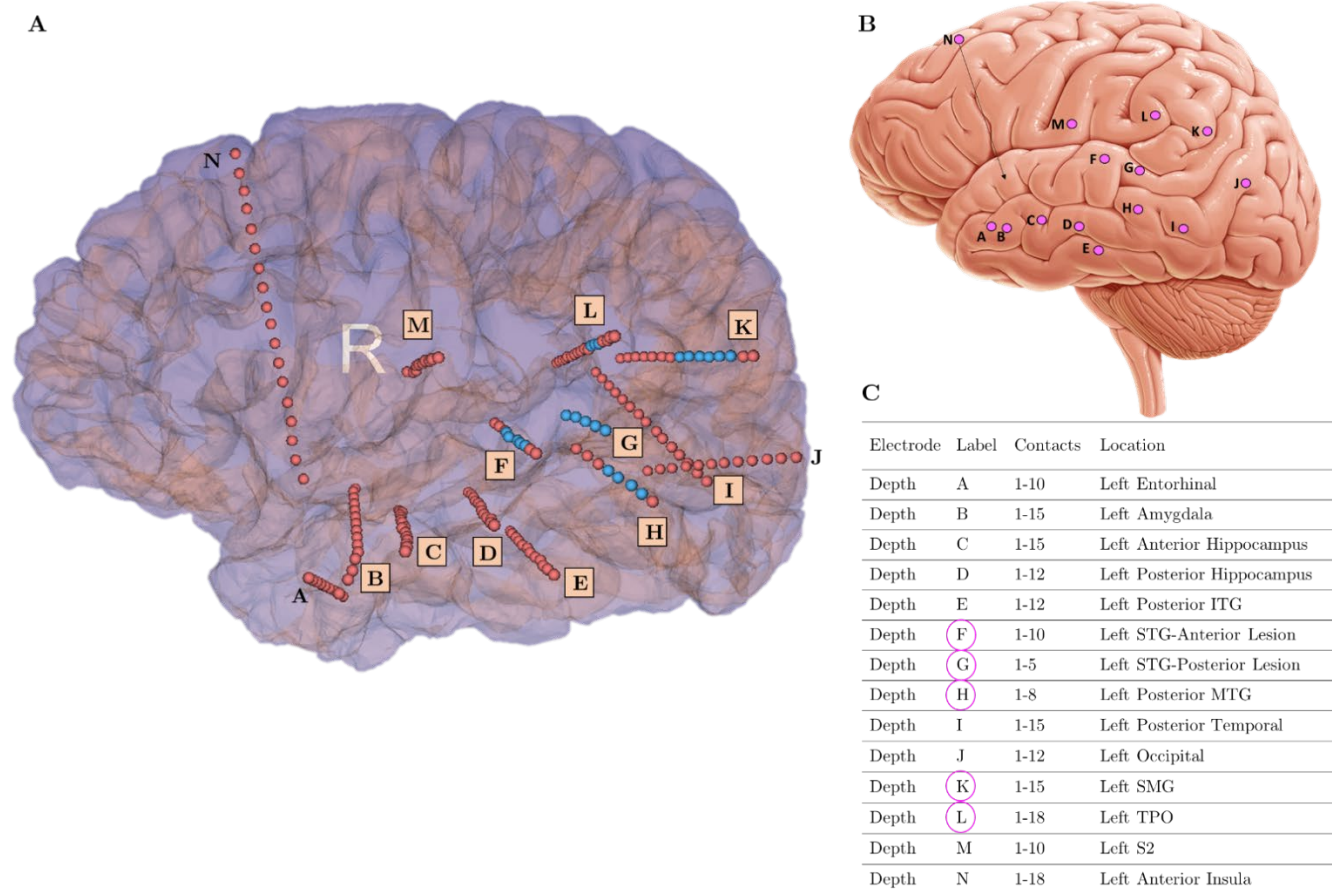 A
N
R
M
L
K
G
F
J
I
H
C
D
B
E
A
B
N
M
L
K
F
G
J
H
C
D
I
A
B
E
C
Electrode Label Contacts Location
Depth A 1-10 Left Entorhinal
Depth B 1-15 Left Amygdala
Depth C 1-15 Left Anterior Hippocampus
Depth D 1-12 Left Posterior Hippocampus
Depth E 1-12 Left Posterior ITG
Depth F 1-10 Left STG-Anterior Lesion
Depth G 1-5 Left STG-Posterior Lesion
Depth H 1-8 Left Posterior MTG
Depth I 1-15 Left Posterior Temporal
Depth J 1-12 Left Occipital
Depth K 1-15 Left SMG
Depth L 1-18 Left TPO
Depth M 1-10 Left S2
Depth N 1-18 Left Anterior Insula